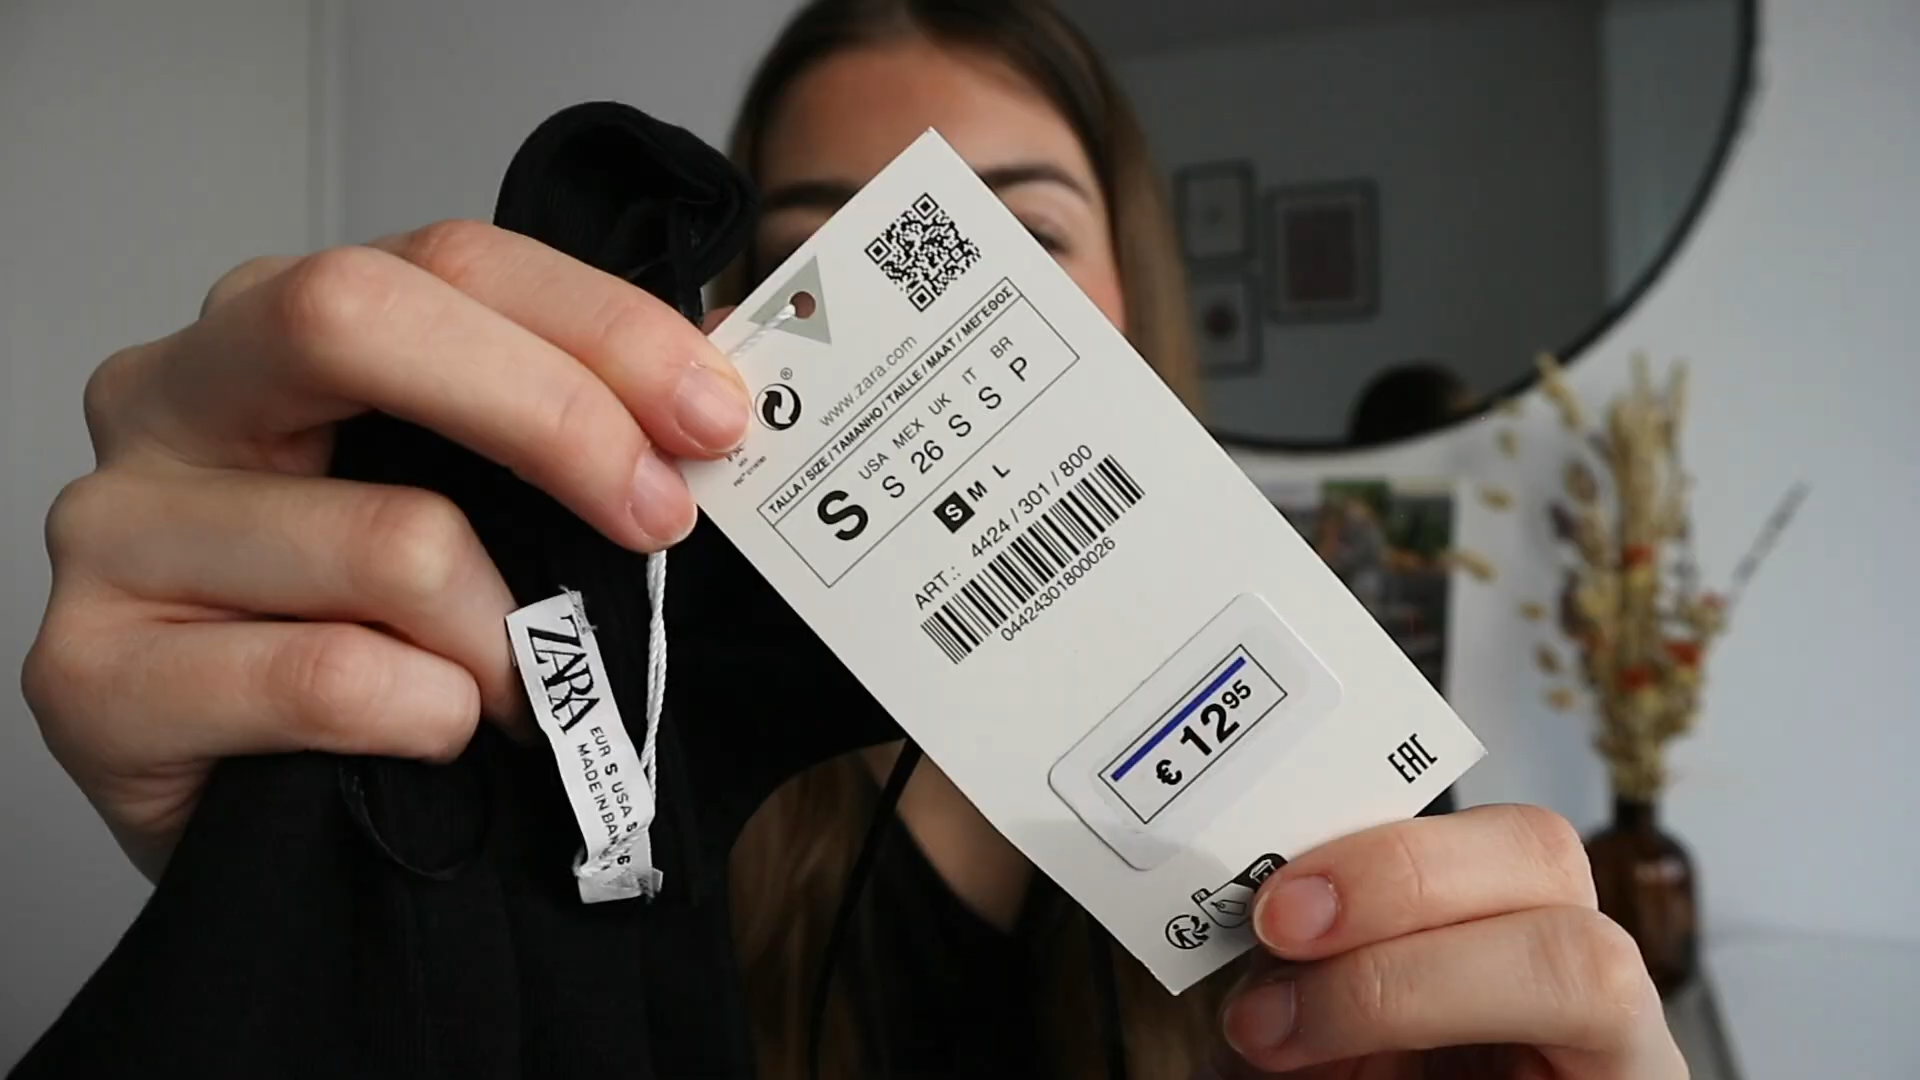 www.zara.com
TALLA / SIZE / TAMANHO / TAILLE / MAAT / ΜΕΓΕΘΟΣ
USA MEX UK IT BR
S S 26 S S P
S M L
ART.: 4424 / 301 / 800
04424301800026
€ 12 95
EAC
ZARA
EUR S USA S
MADE IN BAN